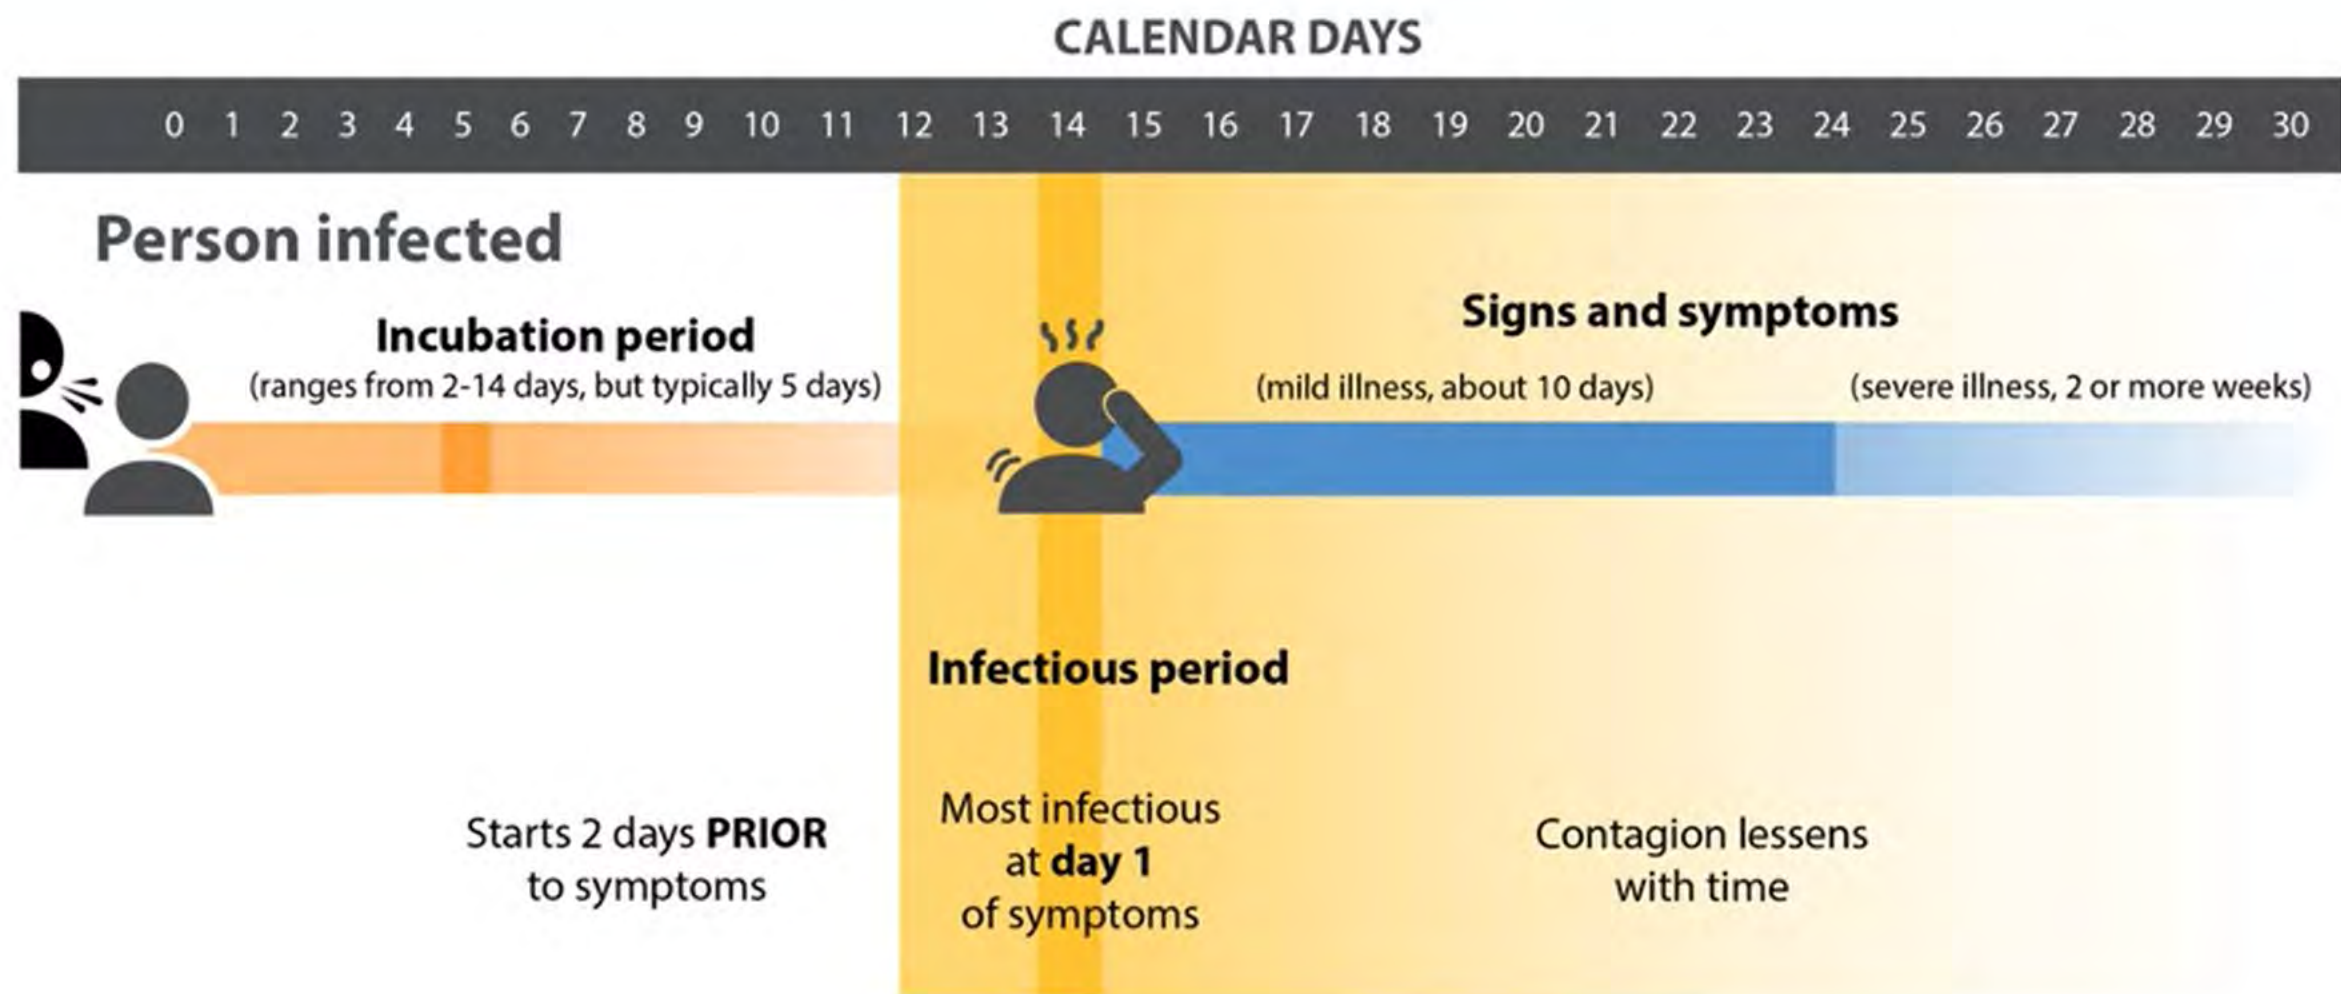 CALENDAR DAYS
0 1 2 3 4 5 6 7 8 9 10 11 12 13 14 15 16 17 18 19 20 21 22 23 24 25 26 27 28 29 30
Person infected
Incubation period
(ranges from 2-14 days, but typically 5 days)
Signs and symptoms
(mild illness, about 10 days)
(severe illness, 2 or more weeks)
Infectious period
Starts 2 days PRIOR
to symptoms
Most infectious
at day 1
of symptoms
Contagion lessens
with time